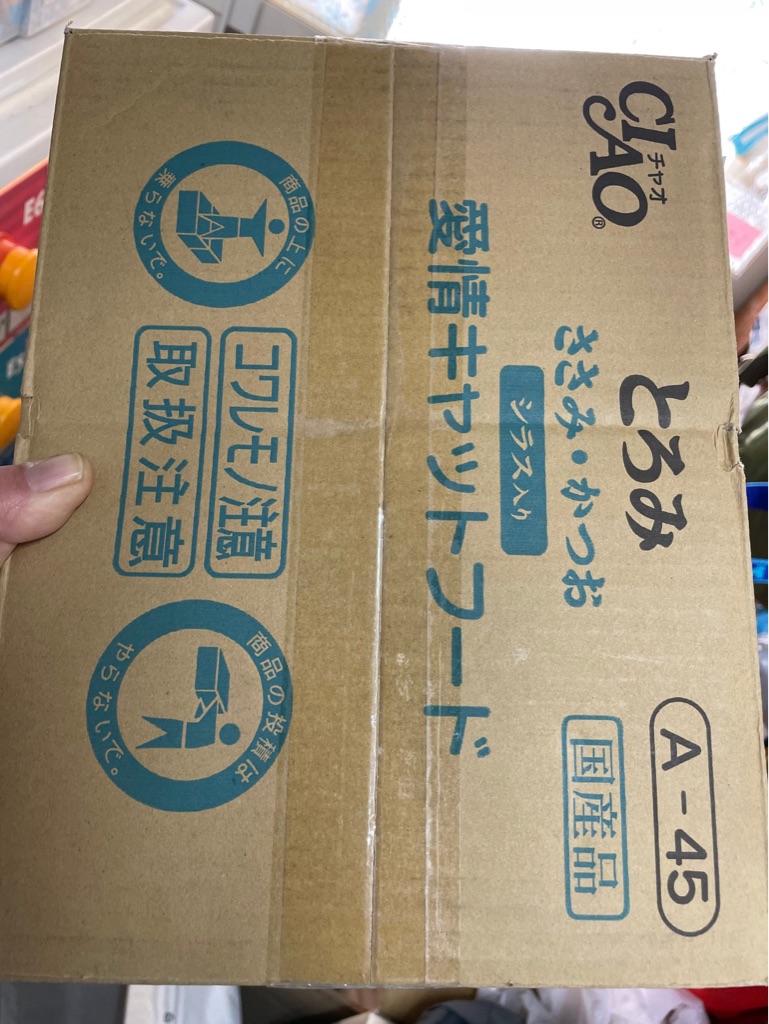 CIAO
チャオ
®
とろみ
ささみ・かつお
シラス入り
A-45
国産品
愛情キャットフード
商品の上に
乗らないで。
コワレモノ注意
取扱注意
商品の投積は
やらないで。
E6